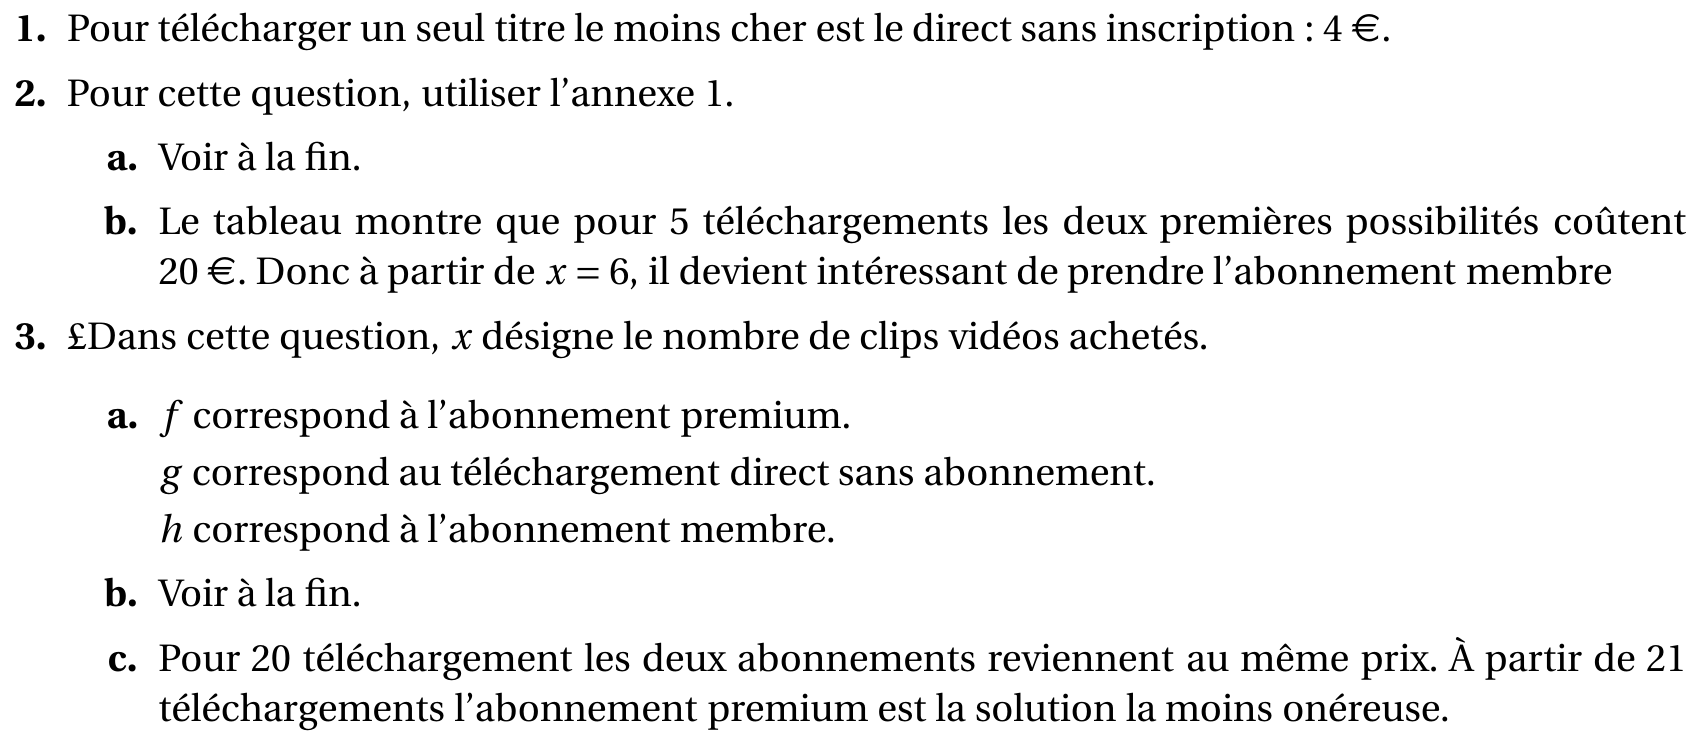 1. Pour télécharger un seul titre le moins cher est le direct sans inscription : 4 €.
2. Pour cette question, utiliser l’annexe 1.
a. Voir à la fin.
b. Le tableau montre que pour 5 téléchargements les deux premières possibilités coûtent
20 €. Donc à partir de x = 6, il devient intéressant de prendre l’abonnement membre
3. £Dans cette question, x désigne le nombre de clips vidéos achetés.
a. f correspond à l’abonnement premium.
g correspond au téléchargement direct sans abonnement.
h correspond à l’abonnement membre.
b. Voir à la fin.
c. Pour 20 téléchargement les deux abonnements reviennent au même prix. À partir de 21
téléchargements l’abonnement premium est la solution la moins onéreuse.